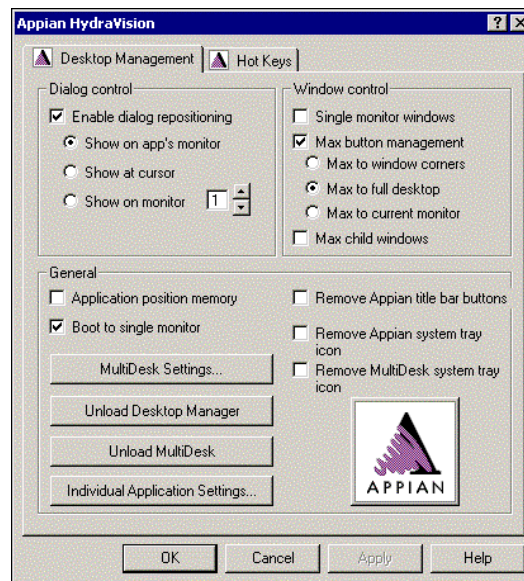 Appian HydraVision
Desktop Management
Hot Keys
Dialog control
Enable dialog repositioning
Show on app's monitor
Show at cursor
Show on monitor 1
Window control
Single monitor windows
Max button management
Max to window corners
Max to full desktop
Max to current monitor
Max child windows
General
Application position memory
Boot to single monitor
MultiDesk Settings...
Unload Desktop Manager
Unload MultiDesk
Individual Application Settings...
Remove Appian title bar buttons
Remove Appian system tray
icon
Remove MultiDesk system tray
icon
APPIAN
OK
Cancel
Apply
Help